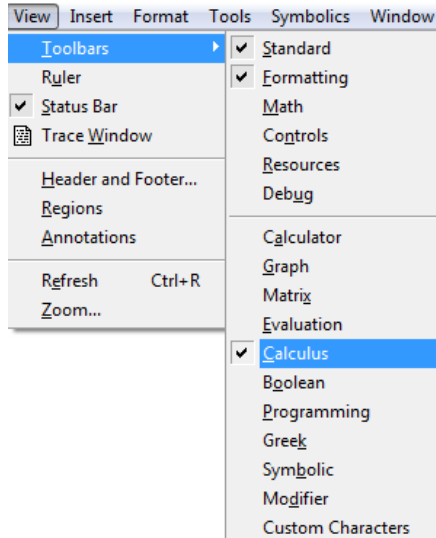 View Insert Format Tools Symbolics Window
Toolbars
Ruler
Status Bar
Trace Window
Header and Footer...
Regions
Annotations
Refresh Ctrl+R
Zoom...
Standard
Formatting
Math
Controls
Resources
Debug
Calculator
Graph
Matrix
Evaluation
Calculus
Boolean
Programming
Greek
Symbolic
Modifier
Custom Characters